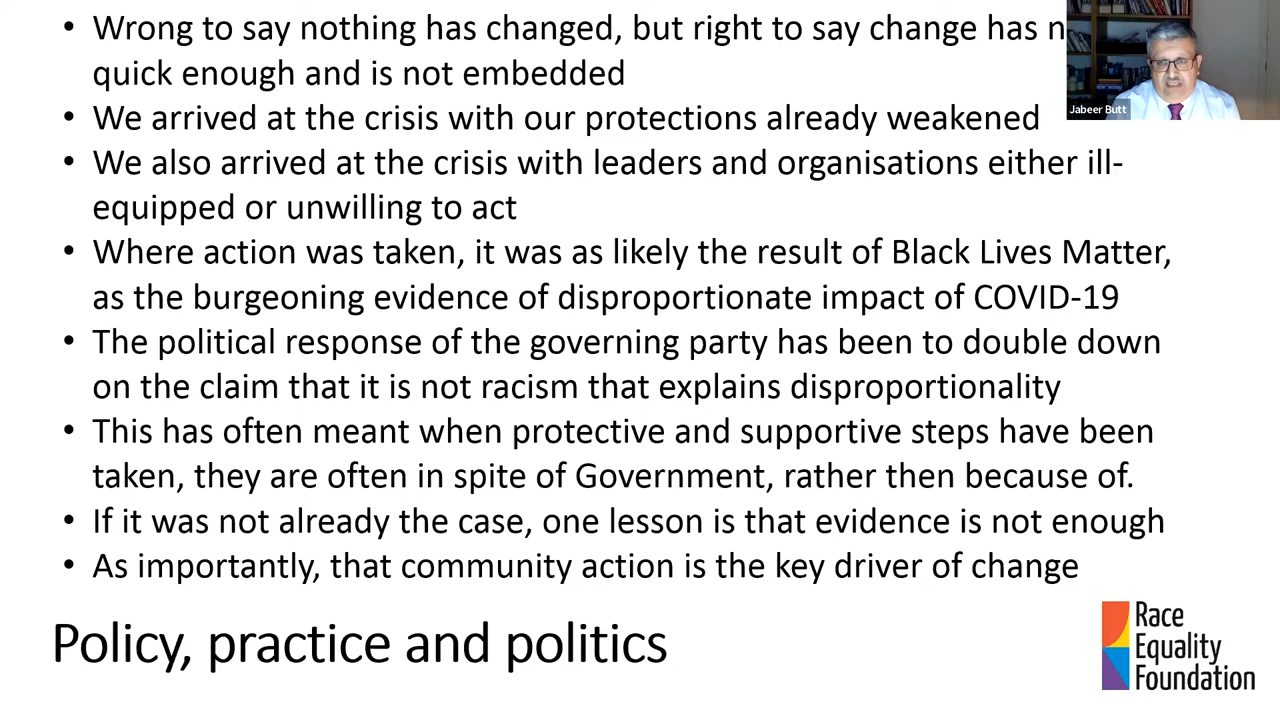 • Wrong to say nothing has changed, but right to say change has
quick enough and is not embedded
• We arrived at the crisis with our protections already weakened
• We also arrived at the crisis with leaders and organisations either ill-
equipped or unwilling to act
• Where action was taken, it was as likely the result of Black Lives Matter,
as the burgeoning evidence of disproportionate impact of COVID-19
• The political response of the governing party has been to double down
on the claim that it is not racism that explains disproportionality
• This has often meant when protective and supportive steps have been
taken, they are often in spite of Government, rather then because of.
• If it was not already the case, one lesson is that evidence is not enough
• As importantly, that community action is the key driver of change
Policy, practice and politics
Jabeer Butt
Race
Equality
Foundation